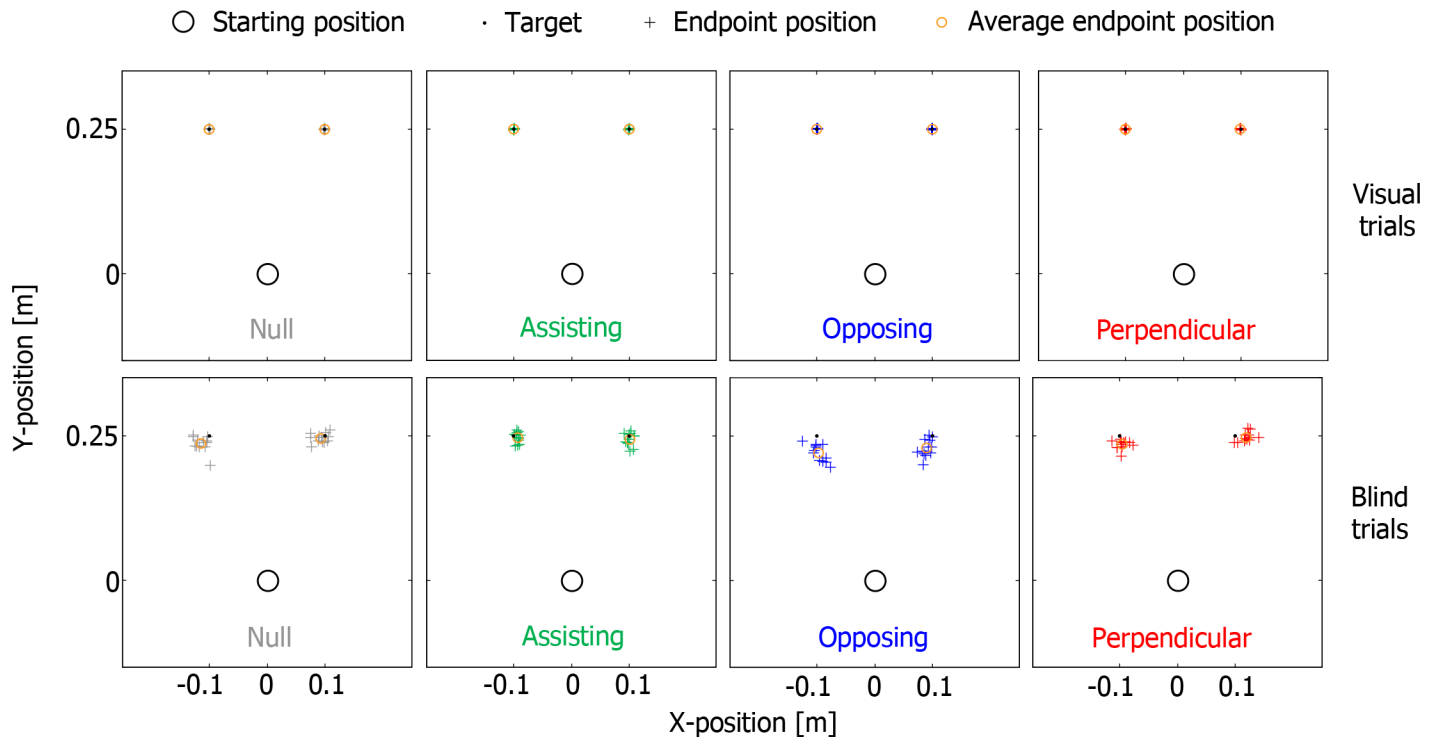 Starting position Target Endpoint position Average endpoint position
0.25
0
Null Assisting Opposing Perpendicular
Visual
trials
Y-position [m]
0.25
0
Null Assisting Opposing Perpendicular
Blind
trials
-0.1 0 0.1 -0.1 0 0.1 -0.1 0 0.1 -0.1 0 0.1
X-position [m]